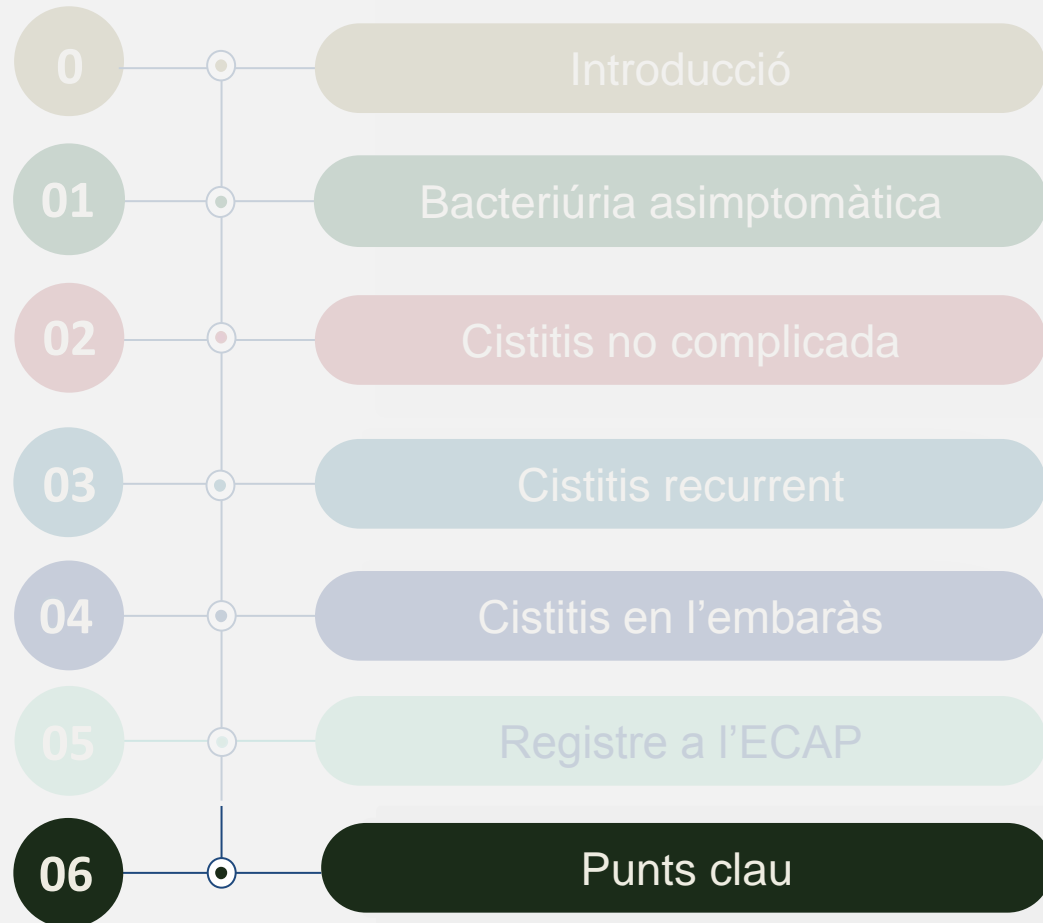 0 Introducció
01 Bacteriúria asimptomàtica
02 Cistitis no complicada
03 Cistitis recurrent
04 Cistitis en l’embaràs
05 Registre a l’ECAP
06 Punts clau